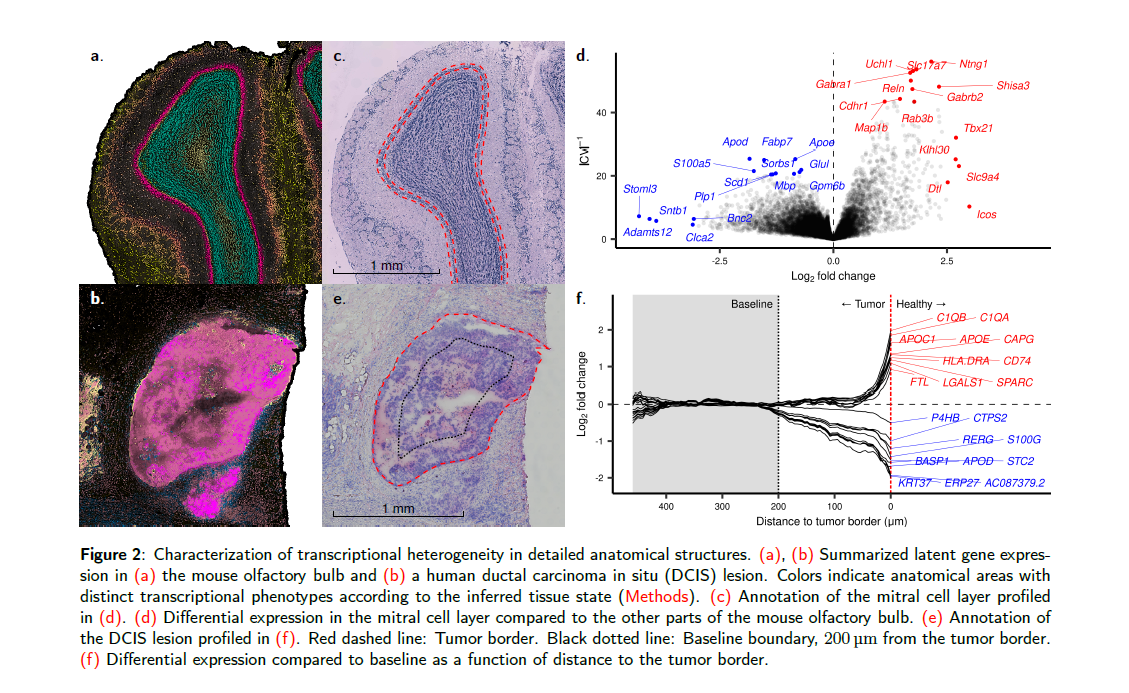 a.
c.
1 mm
b.
e.
1 mm
d.
|CV|⁻¹
40
20
0
-2.5
0.0
2.5
Log₂ fold change
Uchl1
Slc17a7
Ntng1
Gabra1
Reln
Shisa3
Cdhr1
Gabrb2
Map1b
Rab3b
Tbx21
Klhl30
Slc9a4
Dtl
Icos
Apod
Fabp7
Apoe
S100a5
Sorbs1
Glul
Scd1
Mbp
Gpm6b
Plp1
Stoml3
Sntb1
Bnc2
Adamts12
Clca2
f.
Baseline
← Tumor
Healthy →
Log₂ fold change
2
1
0
-1
-2
400
300
200
100
0
Distance to tumor border (μm)
C1QB C1QA
APOC1 APOE CAPG
HLA.DRA CD74
FTL LGALS1 SPARC
P4HB CTPS2
RERG S100G
BASP1 APOD STC2
KRT37 ERP27 AC087379.2
Figure 2: Characterization of transcriptional heterogeneity in detailed anatomical structures. (a), (b) Summarized latent gene expres-
sion in (a) the mouse olfactory bulb and (b) a human ductal carcinoma in situ (DCIS) lesion. Colors indicate anatomical areas with
distinct transcriptional phenotypes according to the inferred tissue state (Methods). (c) Annotation of the mitral cell layer profiled
in (d). (d) Differential expression in the mitral cell layer compared to the other parts of the mouse olfactory bulb. (e) Annotation of
the DCIS lesion profiled in (f). Red dashed line: Tumor border. Black dotted line: Baseline boundary, 200 μm from the tumor border.
(f) Differential expression compared to baseline as a function of distance to the tumor border.